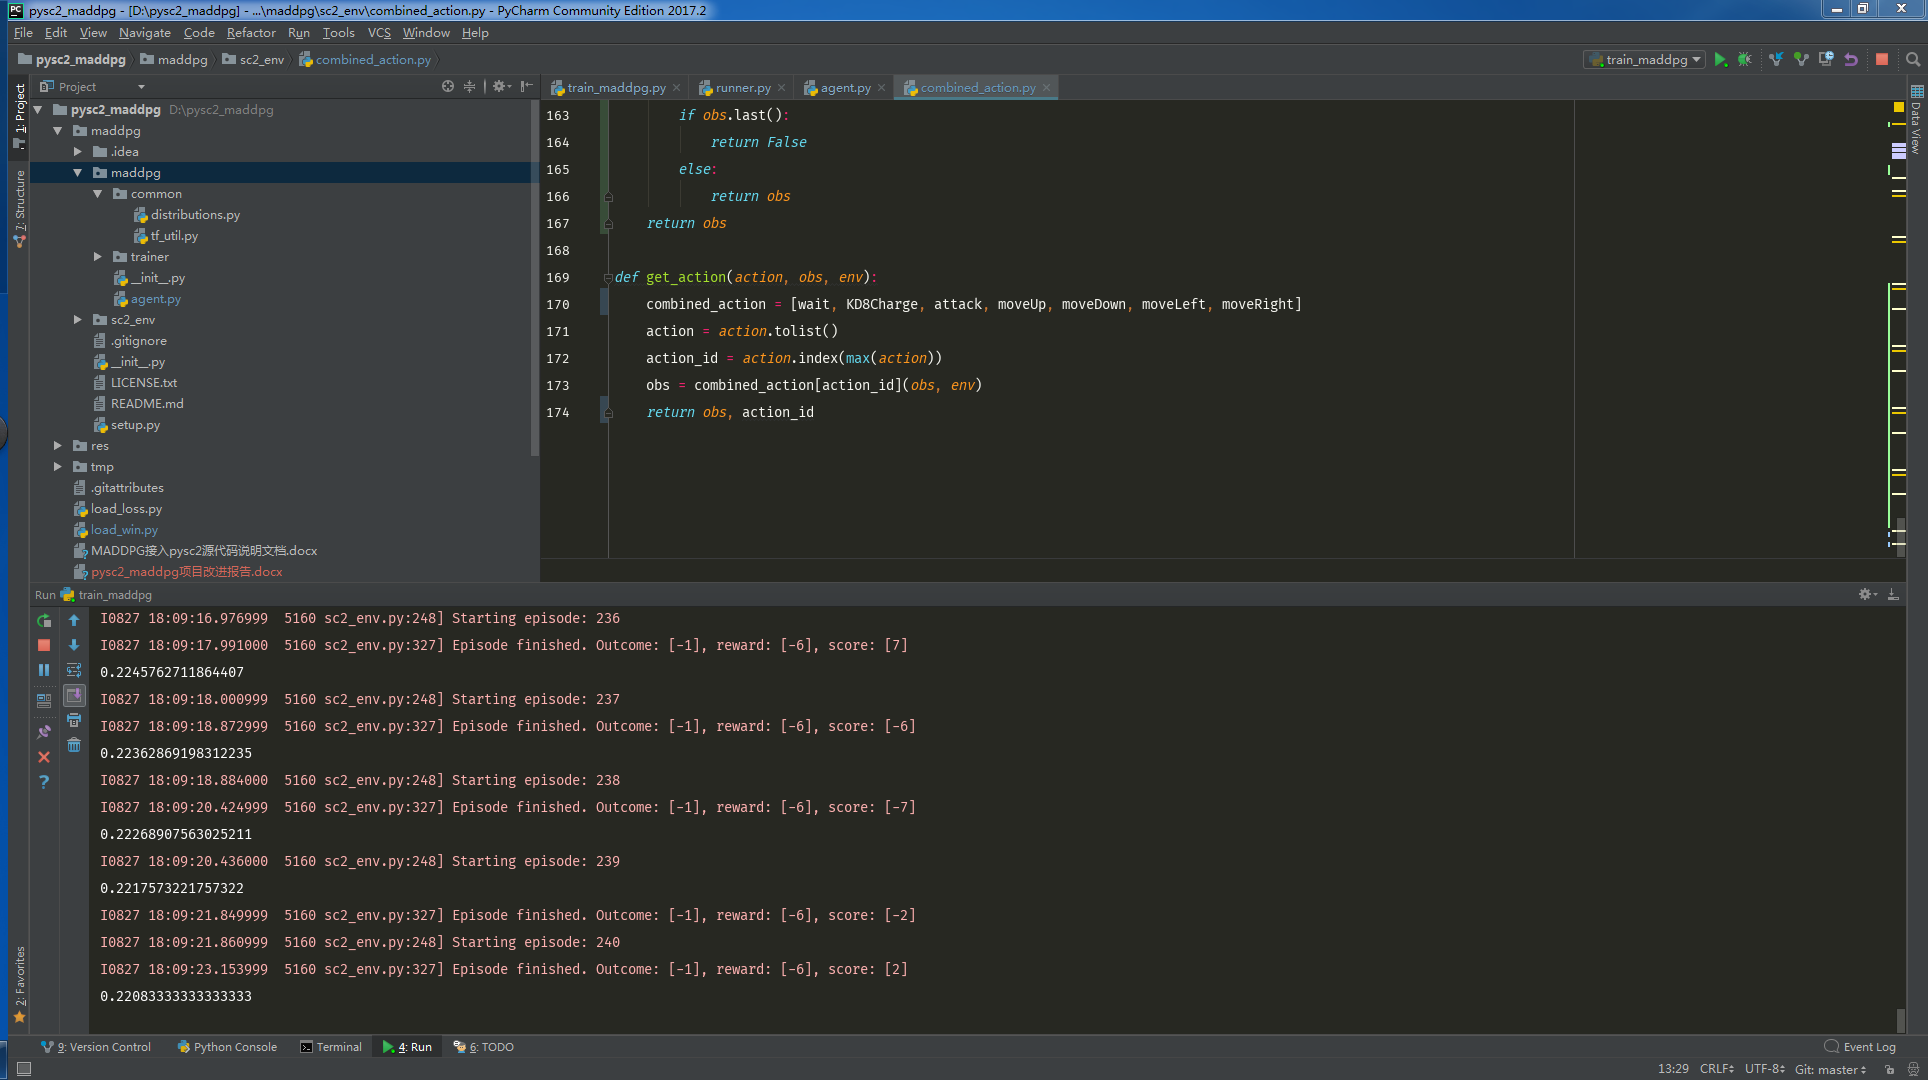 pysc2_maddpg - [D:\pysc2_maddpg] - ...\maddpg\sc2_env\combined_action.py - PyCharm Community Edition 2017.2
File Edit View Navigate Code Refactor Run Tools VCS Window Help
pysc2_maddpg maddpg sc2_env combined_action.py train_maddpg
Project
train_maddpg.py runner.py agent.py combined_action.py
1: Project
7: Structure
2: Favorites
Data View
pysc2_maddpg D:\pysc2_maddpg
maddpg
.idea
maddpg
common
distributions.py
tf_util.py
trainer
__init__.py
agent.py
sc2_env
.gitignore
__init__.py
LICENSE.txt
README.md
setup.py
res
tmp
.gitattributes
load_loss.py
load_win.py
MADDPG接入pysc2源代码说明文档.docx
pysc2_maddpg项目改进报告.docx
163 if obs.last():
164 return False
165 else:
166 return obs
167 return obs
168
169 def get_action(action, obs, env):
170 combined_action = [wait, KD8Charge, attack, moveUp, moveDown, moveLeft, moveRight]
171 action = action.tolist()
172 action_id = action.index(max(action))
173 obs = combined_action[action_id](obs, env)
174 return obs, action_id
Run train_maddpg
I0827 18:09:16.976999  5160 sc2_env.py:248] Starting episode: 236
I0827 18:09:17.991000  5160 sc2_env.py:327] Episode finished. Outcome: [-1], reward: [-6], score: [7]
0.2245762711864407
I0827 18:09:18.000999  5160 sc2_env.py:248] Starting episode: 237
I0827 18:09:18.872999  5160 sc2_env.py:327] Episode finished. Outcome: [-1], reward: [-6], score: [-6]
0.22362869198312235
I0827 18:09:18.884000  5160 sc2_env.py:248] Starting episode: 238
I0827 18:09:20.424999  5160 sc2_env.py:327] Episode finished. Outcome: [-1], reward: [-6], score: [-7]
0.22268907563025211
I0827 18:09:20.436000  5160 sc2_env.py:248] Starting episode: 239
0.2217573221757322
I0827 18:09:21.849999  5160 sc2_env.py:327] Episode finished. Outcome: [-1], reward: [-6], score: [-2]
I0827 18:09:21.860999  5160 sc2_env.py:248] Starting episode: 240
I0827 18:09:23.153999  5160 sc2_env.py:327] Episode finished. Outcome: [-1], reward: [-6], score: [2]
0.22083333333333333
9: Version Control Python Console Terminal 4: Run 6: TODO Event Log
13:29 CRLF UTF-8 Git: master